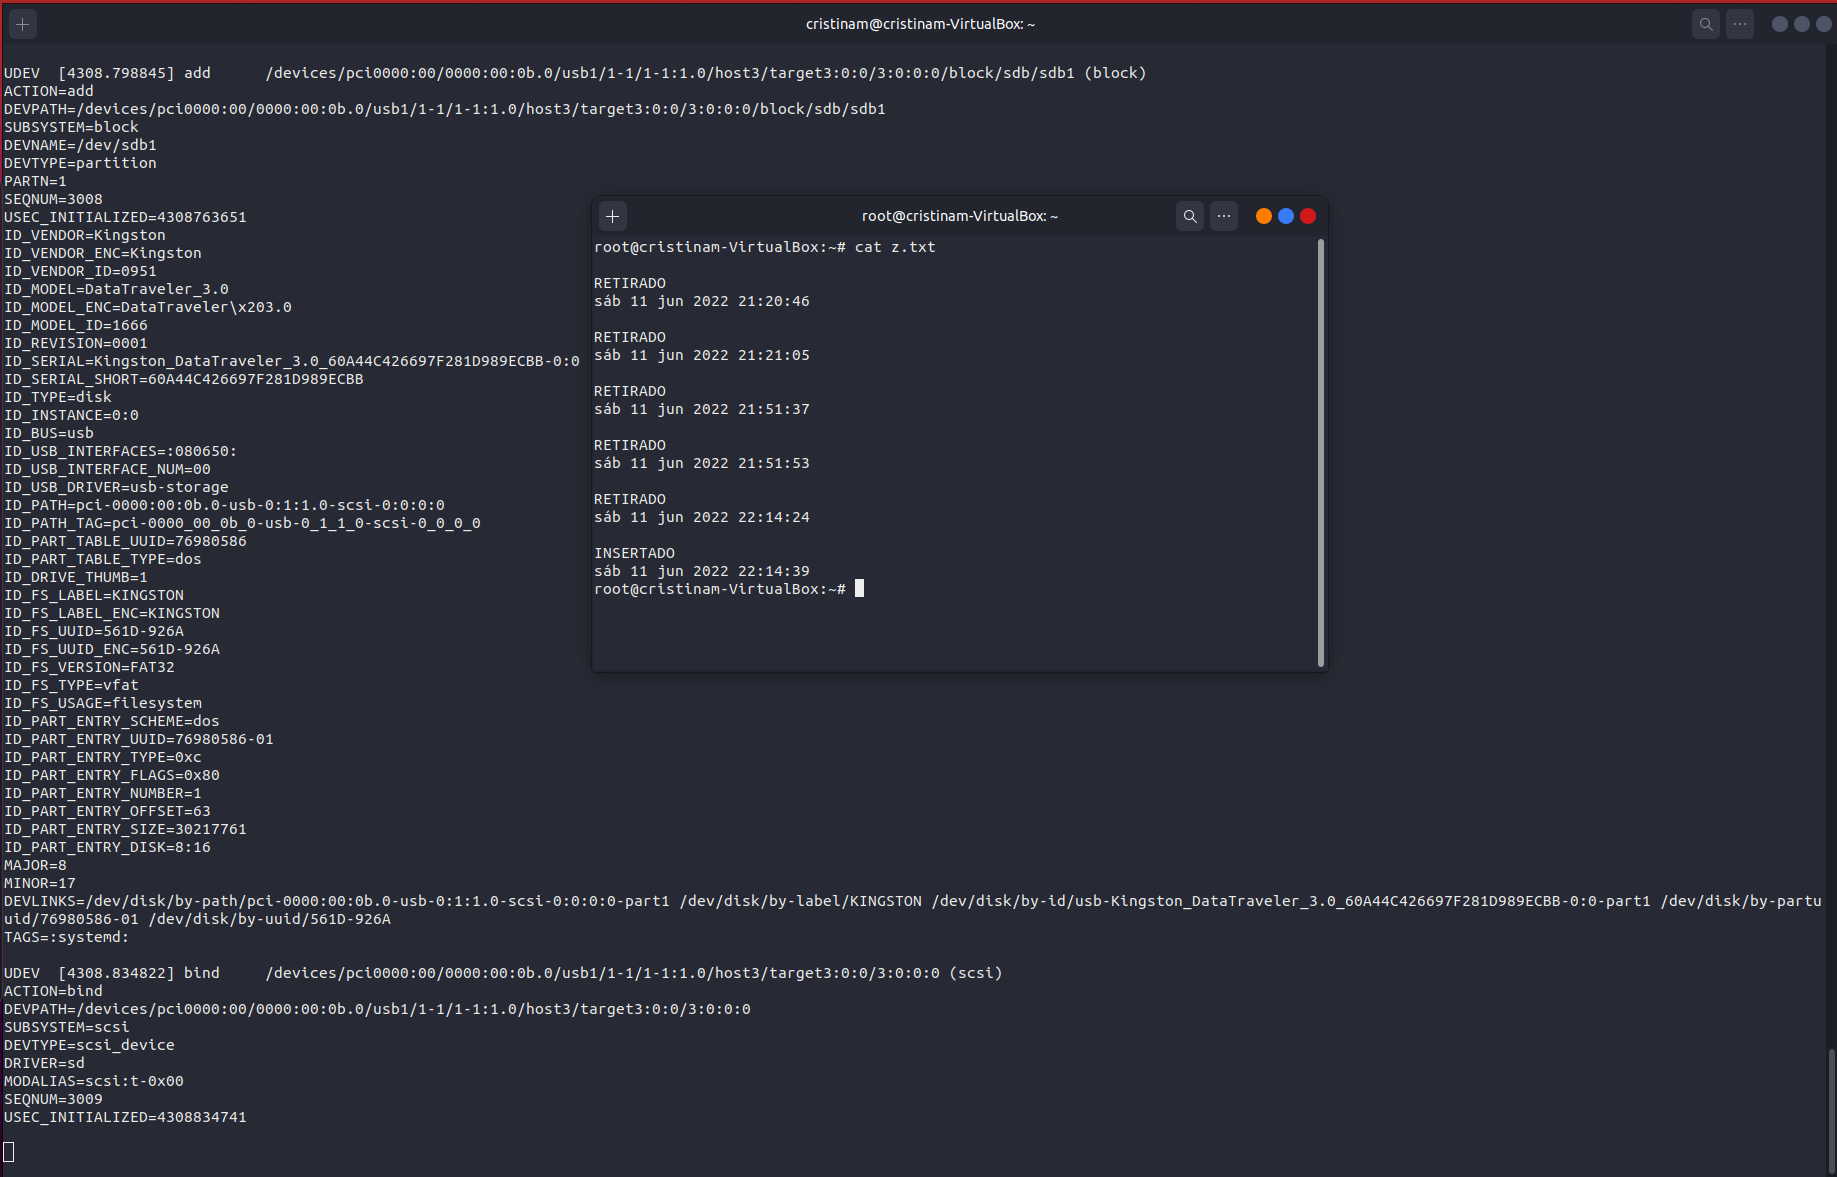 cristinam@cristinam-VirtualBox: ~
UDEV  [4308.798845] add      /devices/pci0000:00/0000:00:0b.0/usb1/1-1/1-1:1.0/host3/target3:0:0/3:0:0:0/block/sdb/sdb1 (block)
ACTION=add
DEVPATH=/devices/pci0000:00/0000:00:0b.0/usb1/1-1/1-1:1.0/host3/target3:0:0/3:0:0:0/block/sdb/sdb1
SUBSYSTEM=block
DEVNAME=/dev/sdb1
DEVTYPE=partition
PARTN=1
SEQNUM=3008
USEC_INITIALIZED=4308763651
ID_VENDOR=Kingston
ID_VENDOR_ENC=Kingston
ID_VENDOR_ID=0951
ID_MODEL=DataTraveler_3.0
ID_MODEL_ENC=DataTraveler\x203.0
ID_MODEL_ID=1666
ID_REVISION=0001
ID_SERIAL=Kingston_DataTraveler_3.0_60A44C426697F281D989ECBB-0:0
ID_SERIAL_SHORT=60A44C426697F281D989ECBB
ID_TYPE=disk
ID_INSTANCE=0:0
ID_BUS=usb
ID_USB_INTERFACES=:080650:
ID_USB_INTERFACE_NUM=00
ID_USB_DRIVER=usb-storage
ID_PATH=pci-0000:00:0b.0-usb-0:1:1.0-scsi-0:0:0:0
ID_PATH_TAG=pci-0000_00_0b_0-usb-0_1_1_0-scsi-0_0_0_0
ID_PART_TABLE_UUID=76980586
ID_PART_TABLE_TYPE=dos
ID_DRIVE_THUMB=1
ID_FS_LABEL=KINGSTON
ID_FS_LABEL_ENC=KINGSTON
ID_FS_UUID=561D-926A
ID_FS_UUID_ENC=561D-926A
ID_FS_VERSION=FAT32
ID_FS_TYPE=vfat
ID_FS_USAGE=filesystem
ID_PART_ENTRY_SCHEME=dos
ID_PART_ENTRY_UUID=76980586-01
ID_PART_ENTRY_TYPE=0xc
ID_PART_ENTRY_FLAGS=0x80
ID_PART_ENTRY_NUMBER=1
ID_PART_ENTRY_OFFSET=63
ID_PART_ENTRY_SIZE=30217761
ID_PART_ENTRY_DISK=8:16
MAJOR=8
MINOR=17
DEVLINKS=/dev/disk/by-path/pci-0000:00:0b.0-usb-0:1:1.0-scsi-0:0:0:0-part1 /dev/disk/by-label/KINGSTON /dev/disk/by-id/usb-Kingston_DataTraveler_3.0_60A44C426697F281D989ECBB-0:0-part1 /dev/disk/by-partu
uid/76980586-01 /dev/disk/by-uuid/561D-926A
TAGS=:systemd:
UDEV  [4308.834822] bind     /devices/pci0000:00/0000:00:0b.0/usb1/1-1/1-1:1.0/host3/target3:0:0/3:0:0:0 (scsi)
ACTION=bind
DEVPATH=/devices/pci0000:00/0000:00:0b.0/usb1/1-1/1-1:1.0/host3/target3:0:0/3:0:0:0
SUBSYSTEM=scsi
DEVTYPE=scsi_device
DRIVER=sd
MODALIAS=scsi:t-0x00
SEQNUM=3009
USEC_INITIALIZED=4308834741
root@cristinam-VirtualBox: ~
root@cristinam-VirtualBox:~# cat z.txt
RETIRADO
sáb 11 jun 2022 21:20:46
RETIRADO
sáb 11 jun 2022 21:21:05
RETIRADO
sáb 11 jun 2022 21:51:37
RETIRADO
sáb 11 jun 2022 21:51:53
RETIRADO
sáb 11 jun 2022 22:14:24
INSERTADO
sáb 11 jun 2022 22:14:39
root@cristinam-VirtualBox:~#